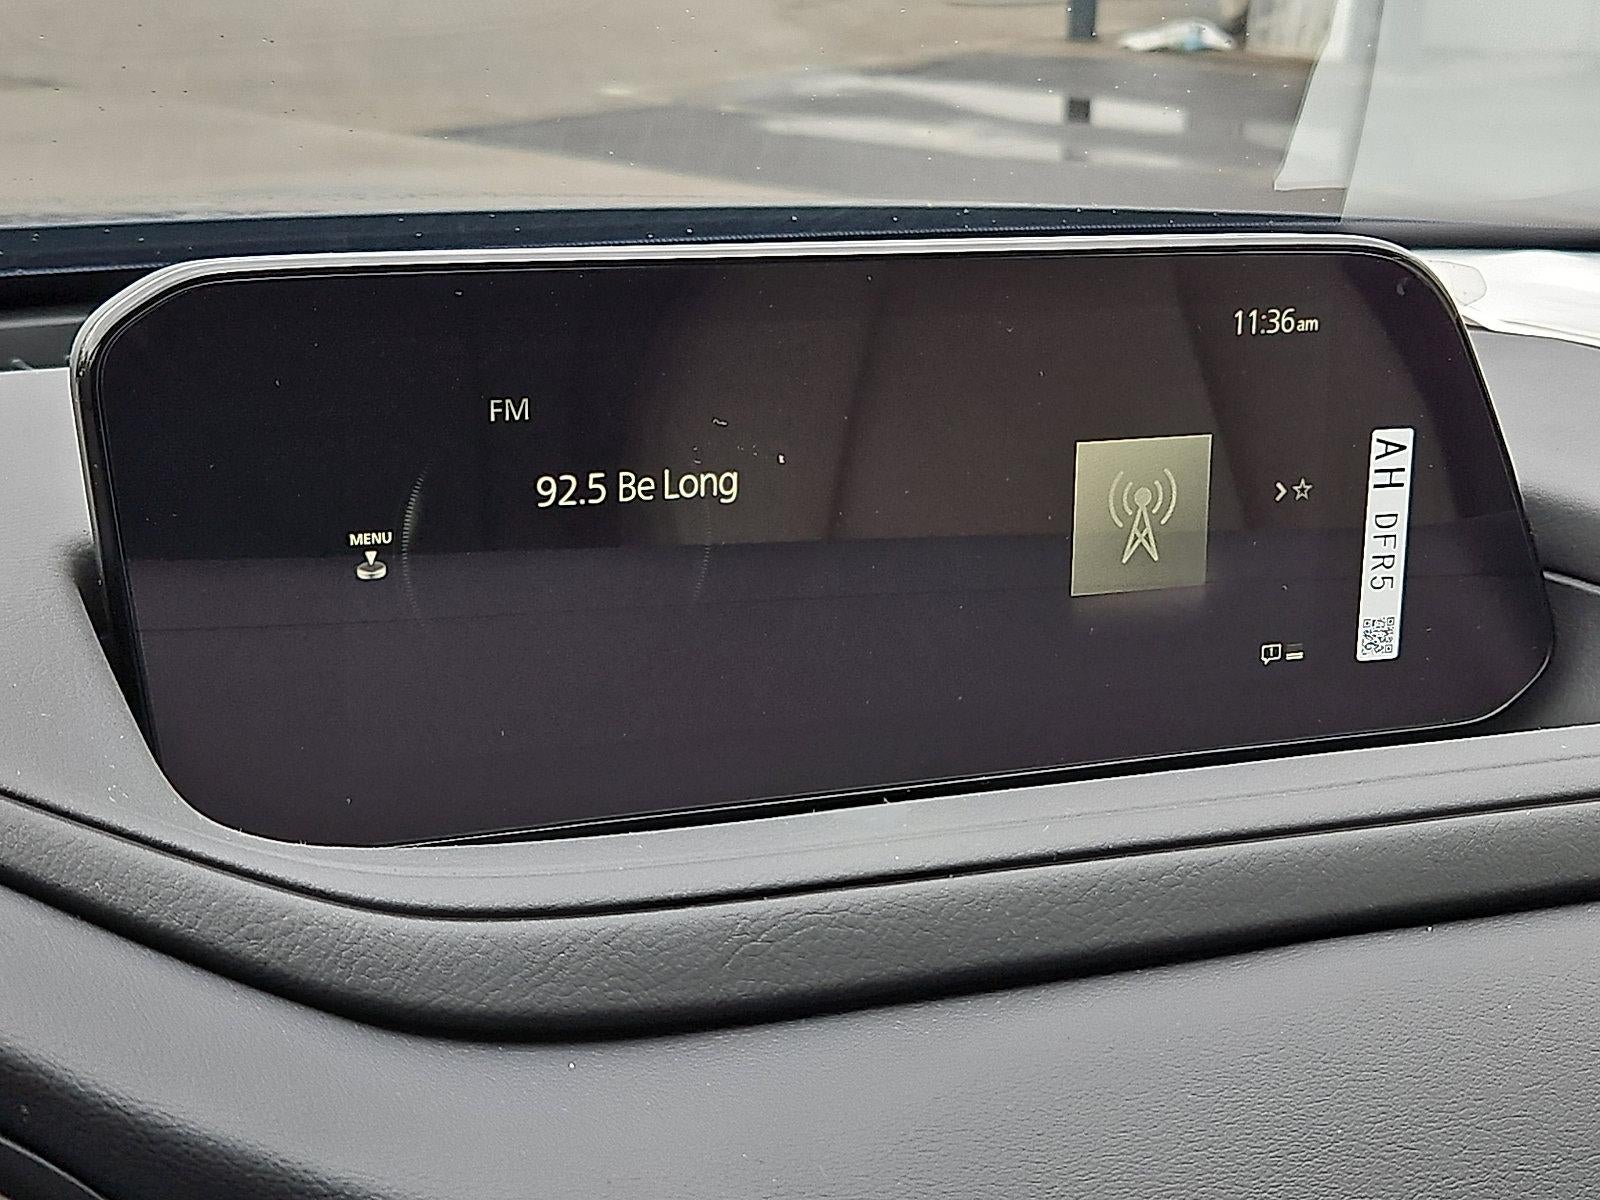 11:36am
FM
92.5 Be Long
MENU
AH DFR5